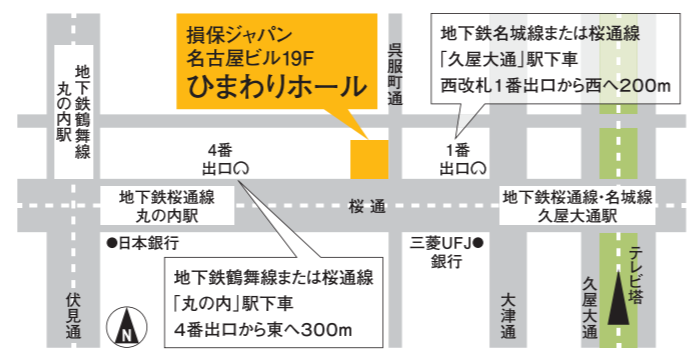 損保ジャパン
名古屋ビル19F
ひまわりホール
地下鉄名城線または桜通線
「久屋大通」駅下車
西改札1番出口から西へ200m
呉服町通
地下鉄鶴舞線
丸の内駅
4番
出口
1番
出口
地下鉄桜通線
丸の内駅
桜通
地下鉄桜通線・名城線
久屋大通駅
●日本銀行
三菱UFJ●
銀行
地下鉄鶴舞線または桜通線
「丸の内」駅下車
4番出口から東へ300m
伏見通
N
大津通
久屋大通
テレビ塔